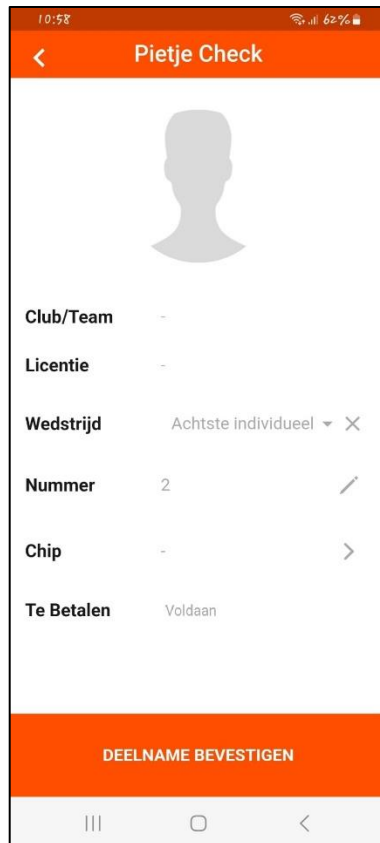 10:58 62%
Pietje Check
Club/Team -
Licentie -
Wedstrijd Achtste individueel
Nummer 2
Chip -
Te Betalen Voldaan
DEELNAME BEVESTIGEN